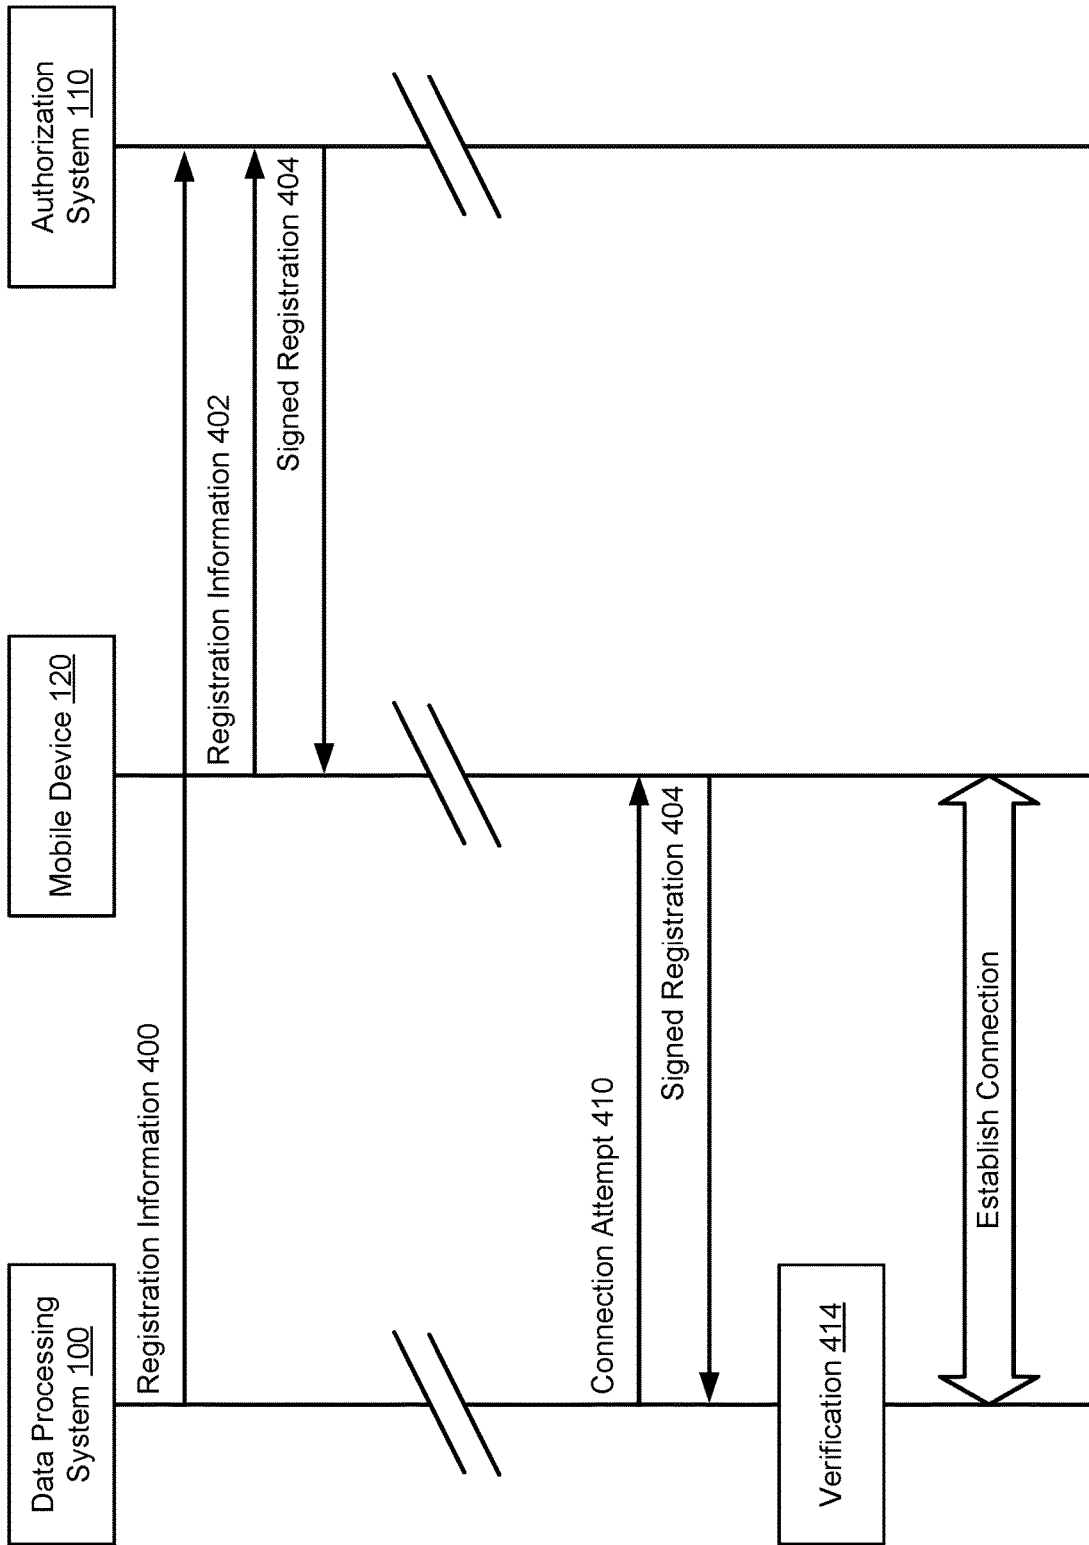 Data Processing
System 100
Mobile Device 120
Authorization
System 110
Registration Information 400
Registration Information 402
Signed Registration 404
Connection Attempt 410
Signed Registration 404
Verification 414
Establish Connection